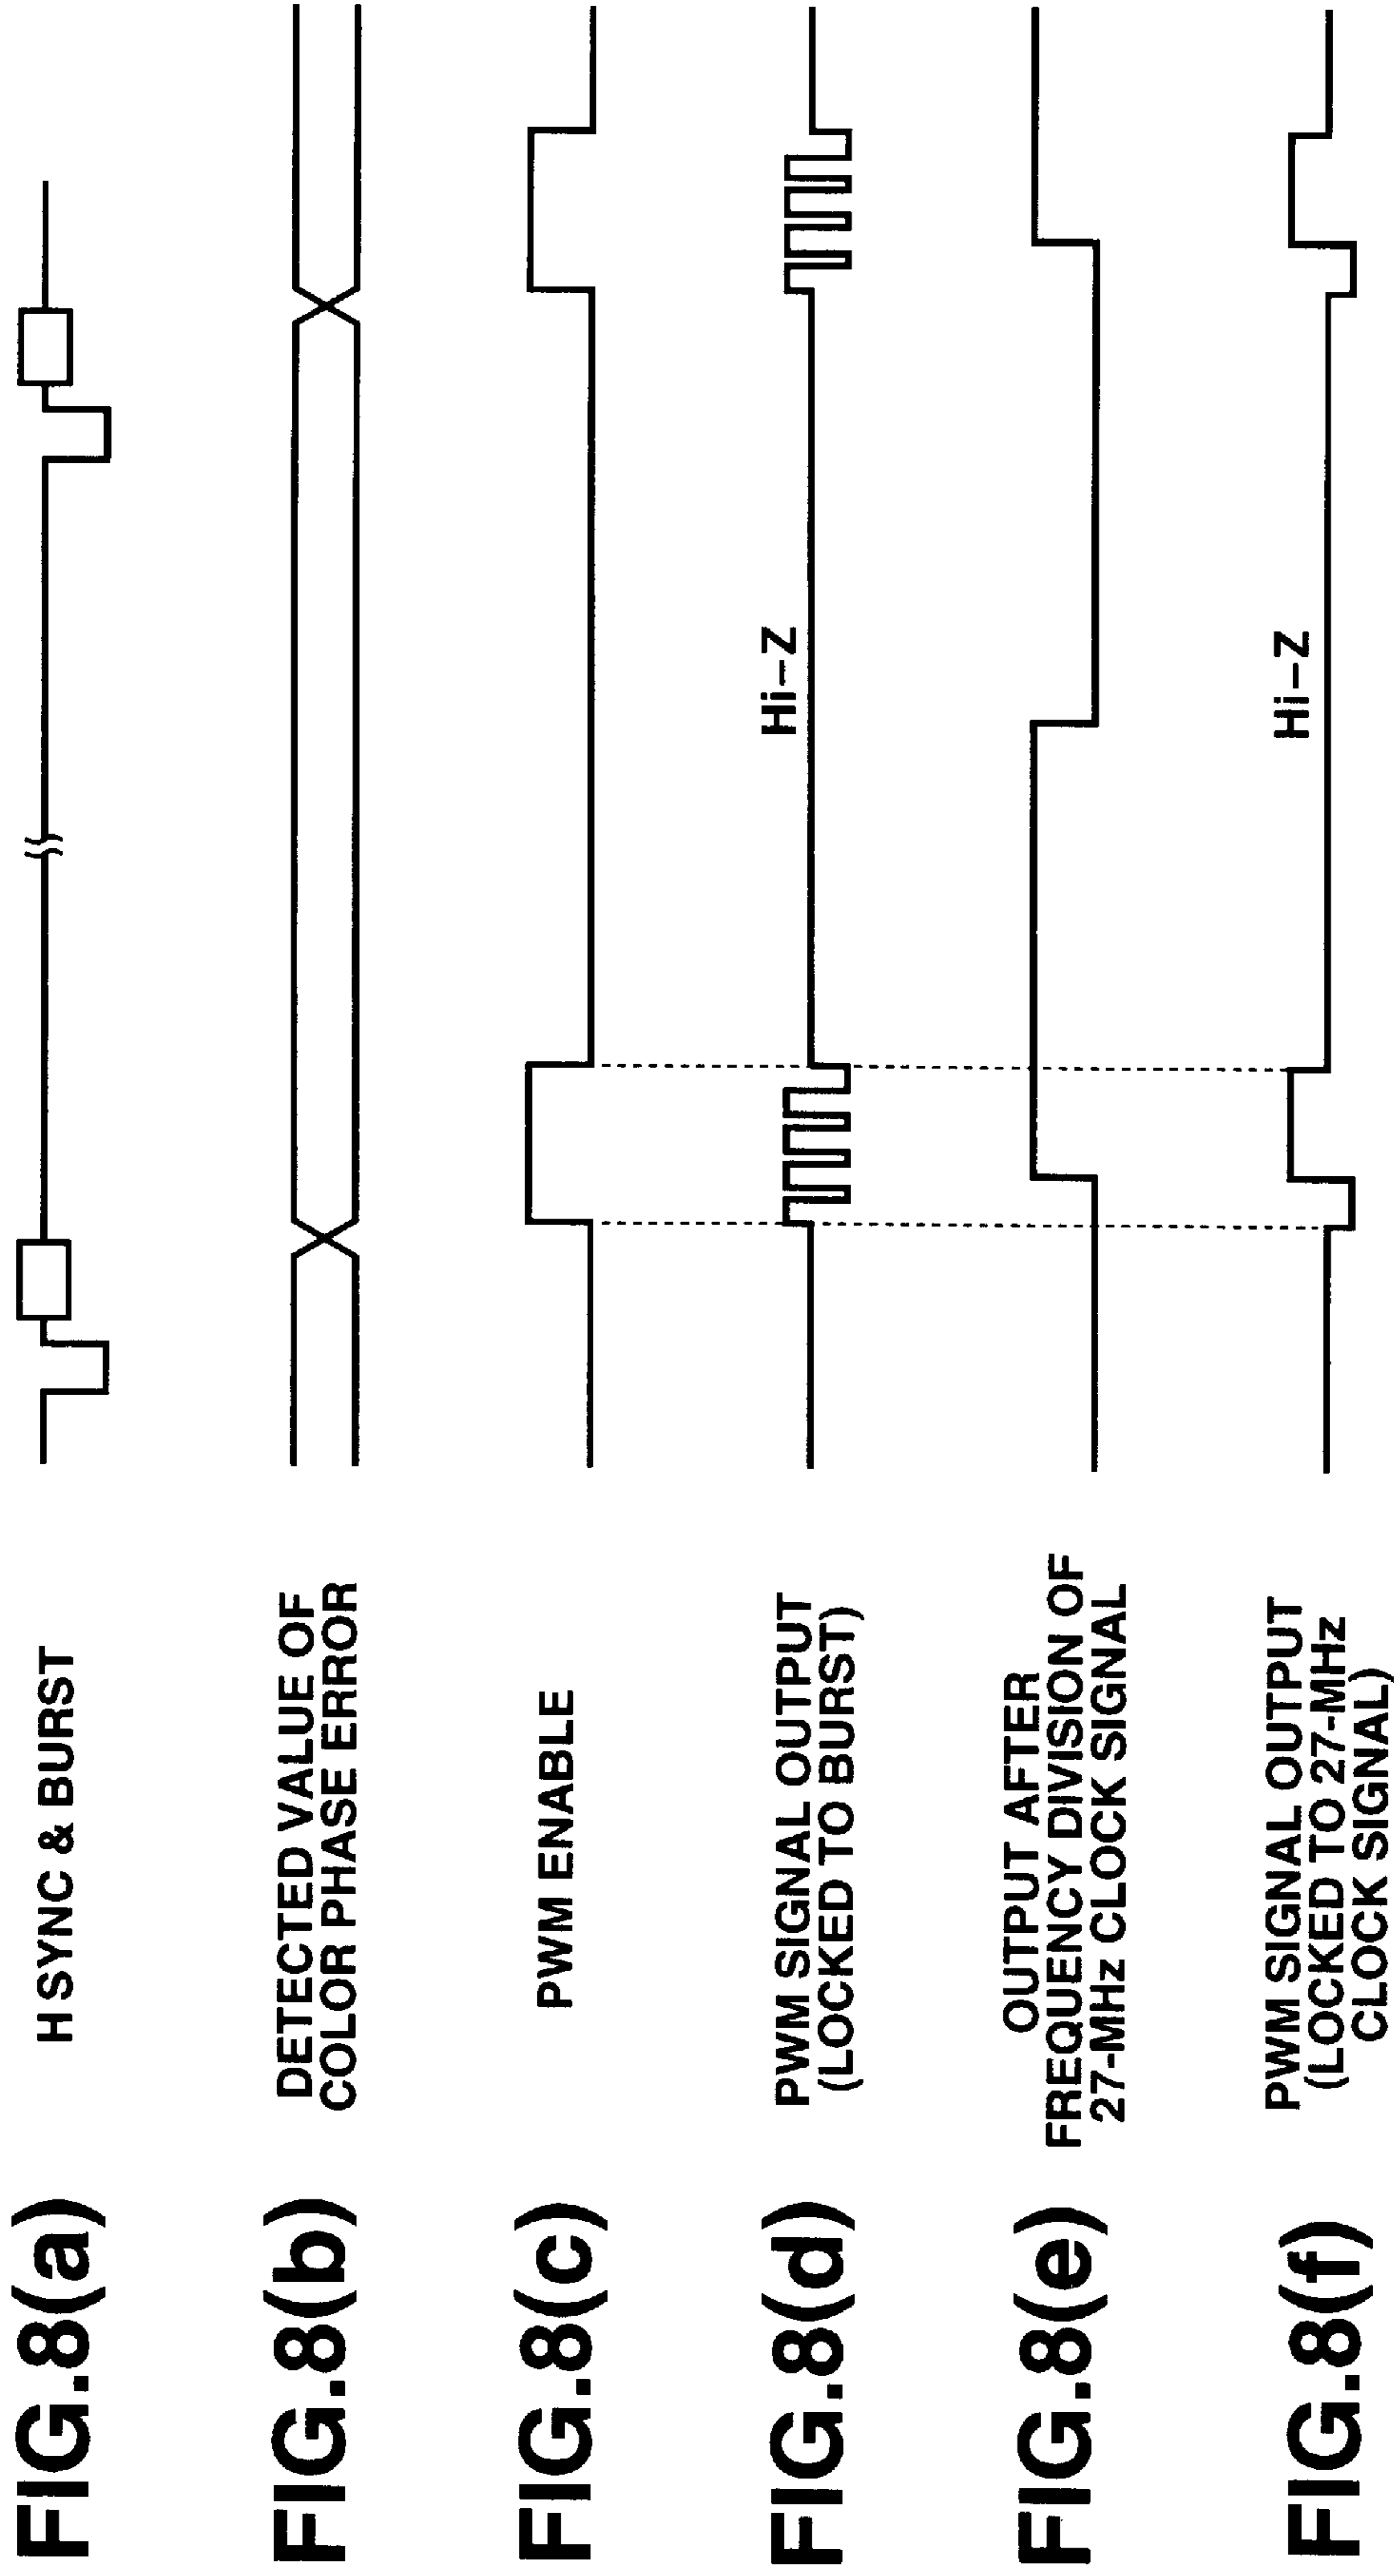 FIG.8(a)
H SYNC & BURST
FIG.8(b)
DETECTED VALUE OF
COLOR PHASE ERROR
FIG.8(c)
PWM ENABLE
FIG.8(d)
PWM SIGNAL OUTPUT
(LOCKED TO BURST)
Hi–Z
FIG.8(e)
OUTPUT AFTER
FREQUENCY DIVISION OF
27-MHz CLOCK SIGNAL
FIG.8(f)
PWM SIGNAL OUTPUT
(LOCKED TO 27-MHz
CLOCK SIGNAL)
Hi–Z